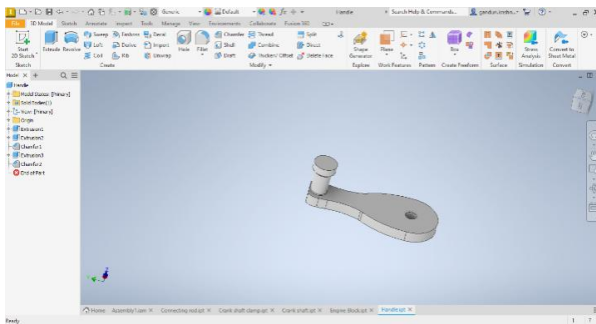 Generic Default Handle Search Help & Commands...
File 3D Model Sketch Annotate Inspect Tools Manage View Environments Collaborate Fusion 360
Start
2D Sketch
Extrude Revolve
Sweep Emboss Decal
Loft Derive Import
Coil Rib Unwrap
Hole Fillet
Chamfer Thread Split
Shell Combine Direct
Draft Thicken/ Offset Delete Face
Shape
Generator
Plane
Box
Stress
Analysis
Convert to
Sheet Metal
Sketch Create Modify Explore Work Features Pattern Create Freeform Surface Simulation Convert
Model
Handle
Model States: [Primary]
Solid Bodies(1)
View: [Primary]
Origin
Extrusion1
Extrusion2
Chamfer1
Extrusion3
Chamfer2
End of Part
Home Assembly1.iam Connecting rod.ipt Crank shaft clamp.ipt Crank shaft.ipt Engine Block.ipt Handle.ipt
Ready 1 7